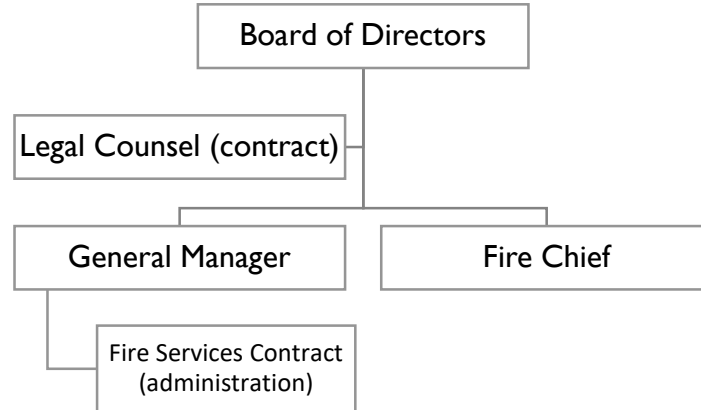 Board of Directors
Legal Counsel (contract)
General Manager
Fire Chief
Fire Services Contract
(administration)